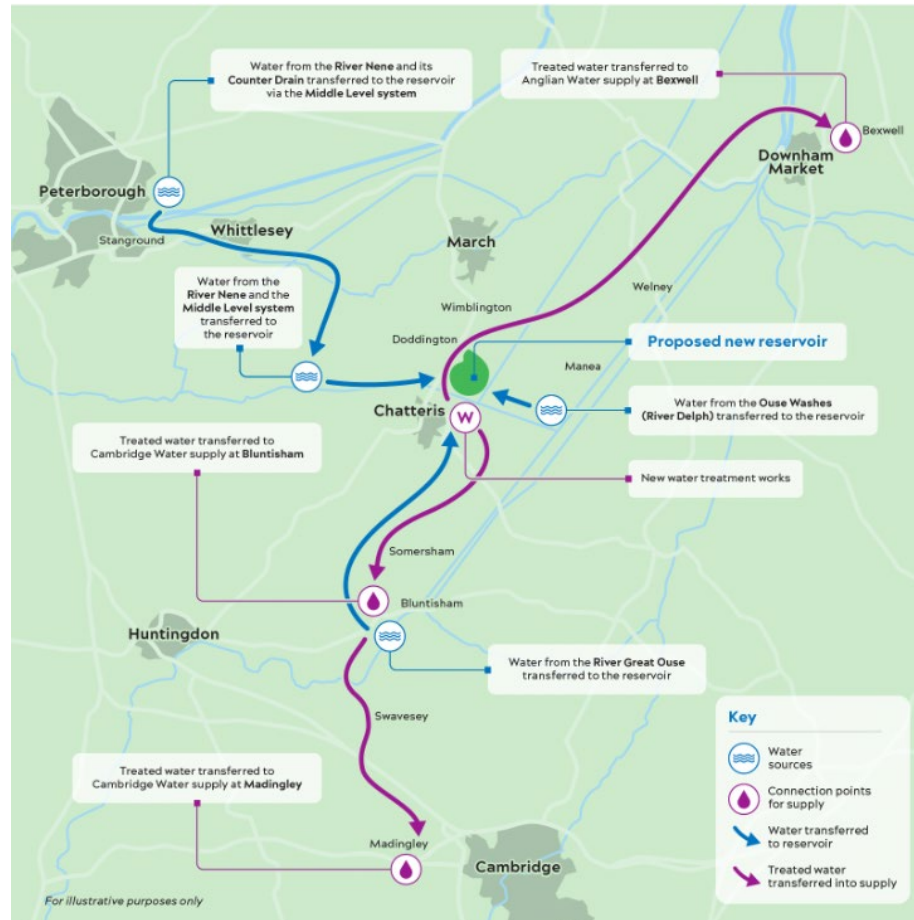 Water from the River Nene and its
Counter Drain transferred to the reservoir
via the Middle Level system
Treated water transferred to
Anglian Water supply at Bexwell
Bexwell
Downham
Market
Peterborough
Stanground
Whittlesey
March
Water from the
River Nene and the
Middle Level system
transferred to
the reservoir
Welney
Wimblington
Doddington
Proposed new reservoir
Manea
Chatteris
W
Water from the Ouse Washes
(River Delph) transferred to the reservoir
Treated water transferred to
Cambridge Water supply at Bluntisham
New water treatment works
Somersham
Bluntisham
Huntingdon
Water from the River Great Ouse
transferred to the reservoir
Swavesey
Treated water transferred to
Cambridge Water supply at Madingley
Madingley
Cambridge
For illustrative purposes only
Key
Water
sources
Connection points
for supply
Water transferred
to reservoir
Treated water
transferred into supply